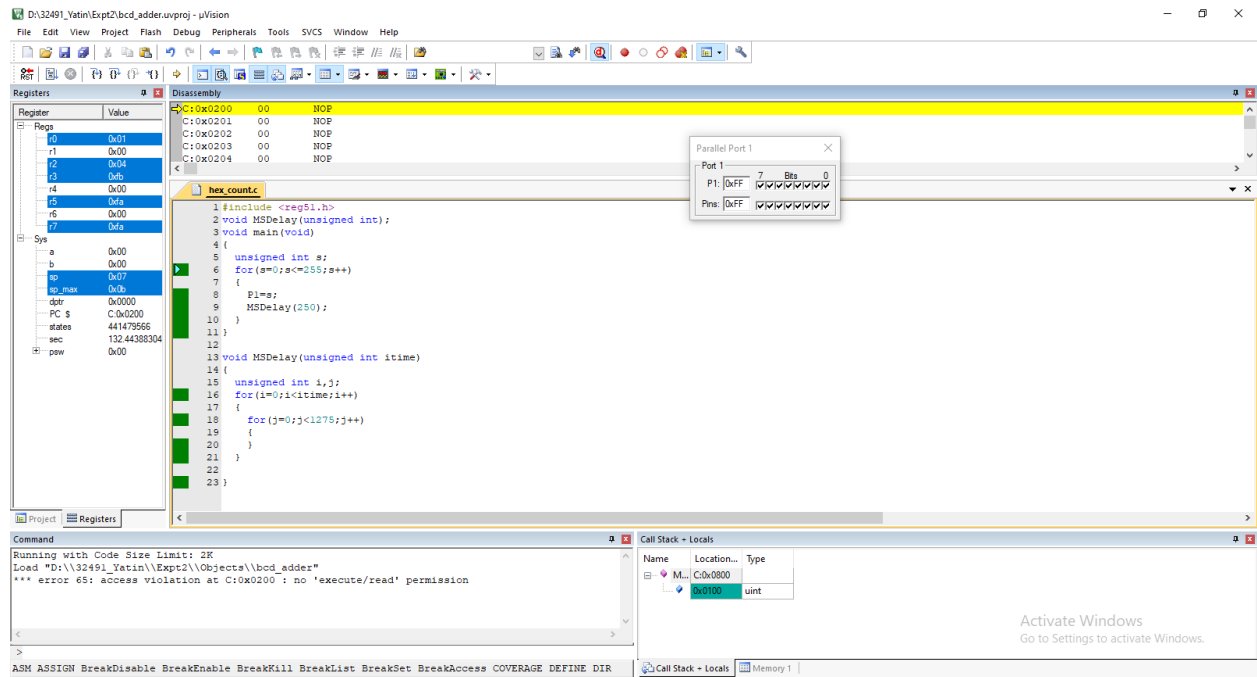 D:\32491_Yatin\Expt2\bcd_adder.uvproj - µVision
File Edit View Project Flash Debug Peripherals Tools SVCS Window Help
RST
Registers
Register Value
Regs
r0 0x01
r1 0x00
r2 0x04
r3 0xfb
r4 0x00
r5 0xfa
r6 0x00
r7 0xfa
Sys
a 0x00
b 0x00
sp 0x07
sp_max 0x0b
dptr 0x0000
PC $ C:0x0200
states 441479566
sec 132.44388304
psw 0x00
Project Registers
Disassembly
C:0x0200 00 NOP
C:0x0201 00 NOP
C:0x0202 00 NOP
C:0x0203 00 NOP
C:0x0204 00 NOP
Parallel Port 1
Port 1
7 Bits 0
P1: 0xFF
Pins: 0xFF
hex_count.c
1 #include <reg51.h>
2 void MSDelay(unsigned int);
3 void main(void)
4 {
5 unsigned int s;
6 for(s=0;s<=255;s++)
7 {
8 P1=s;
9 MSDelay(250);
10 }
11 }
12
13 void MSDelay(unsigned int itime)
14 {
15 unsigned int i,j;
16 for(i=0;i<itime;i++)
17 {
18 for(j=0;j<1275;j++)
19 {
20 }
21 }
22
23 }
Command
Running with Code Size Limit: 2K
Load "D:\\32491_Yatin\\Expt2\\Objects\\bcd_adder"
*** error 65: access violation at C:0x0200 : no 'execute/read' permission
>
ASM ASSIGN BreakDisable BreakEnable BreakKill BreakList BreakSet BreakAccess COVERAGE DEFINE DIR
Call Stack + Locals
Name Location... Type
M... C:0x0800
0x0100 uint
Call Stack + Locals Memory 1
Activate Windows
Go to Settings to activate Windows.